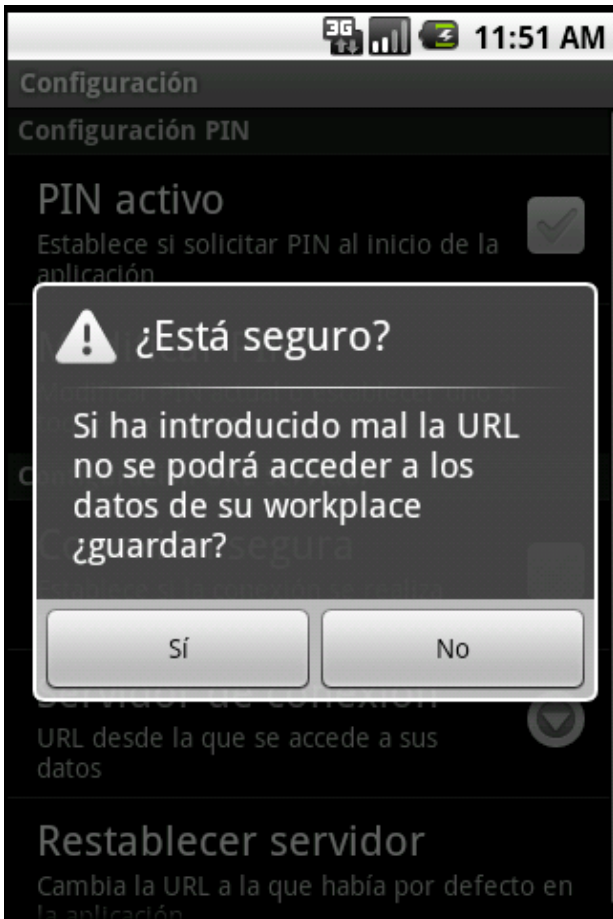 3G 11:51 AM
Configuración
Configuración PIN
PIN activo
Establece si solicitar PIN al inicio de la
aplicación
¿Está seguro?
Si ha introducido mal la URL
no se podrá acceder a los
datos de su workplace
¿guardar?
Sí
No
Servidor de conexión
URL desde la que se accede a sus
datos
Restablecer servidor
Cambia la URL a la que había por defecto en
la aplicación